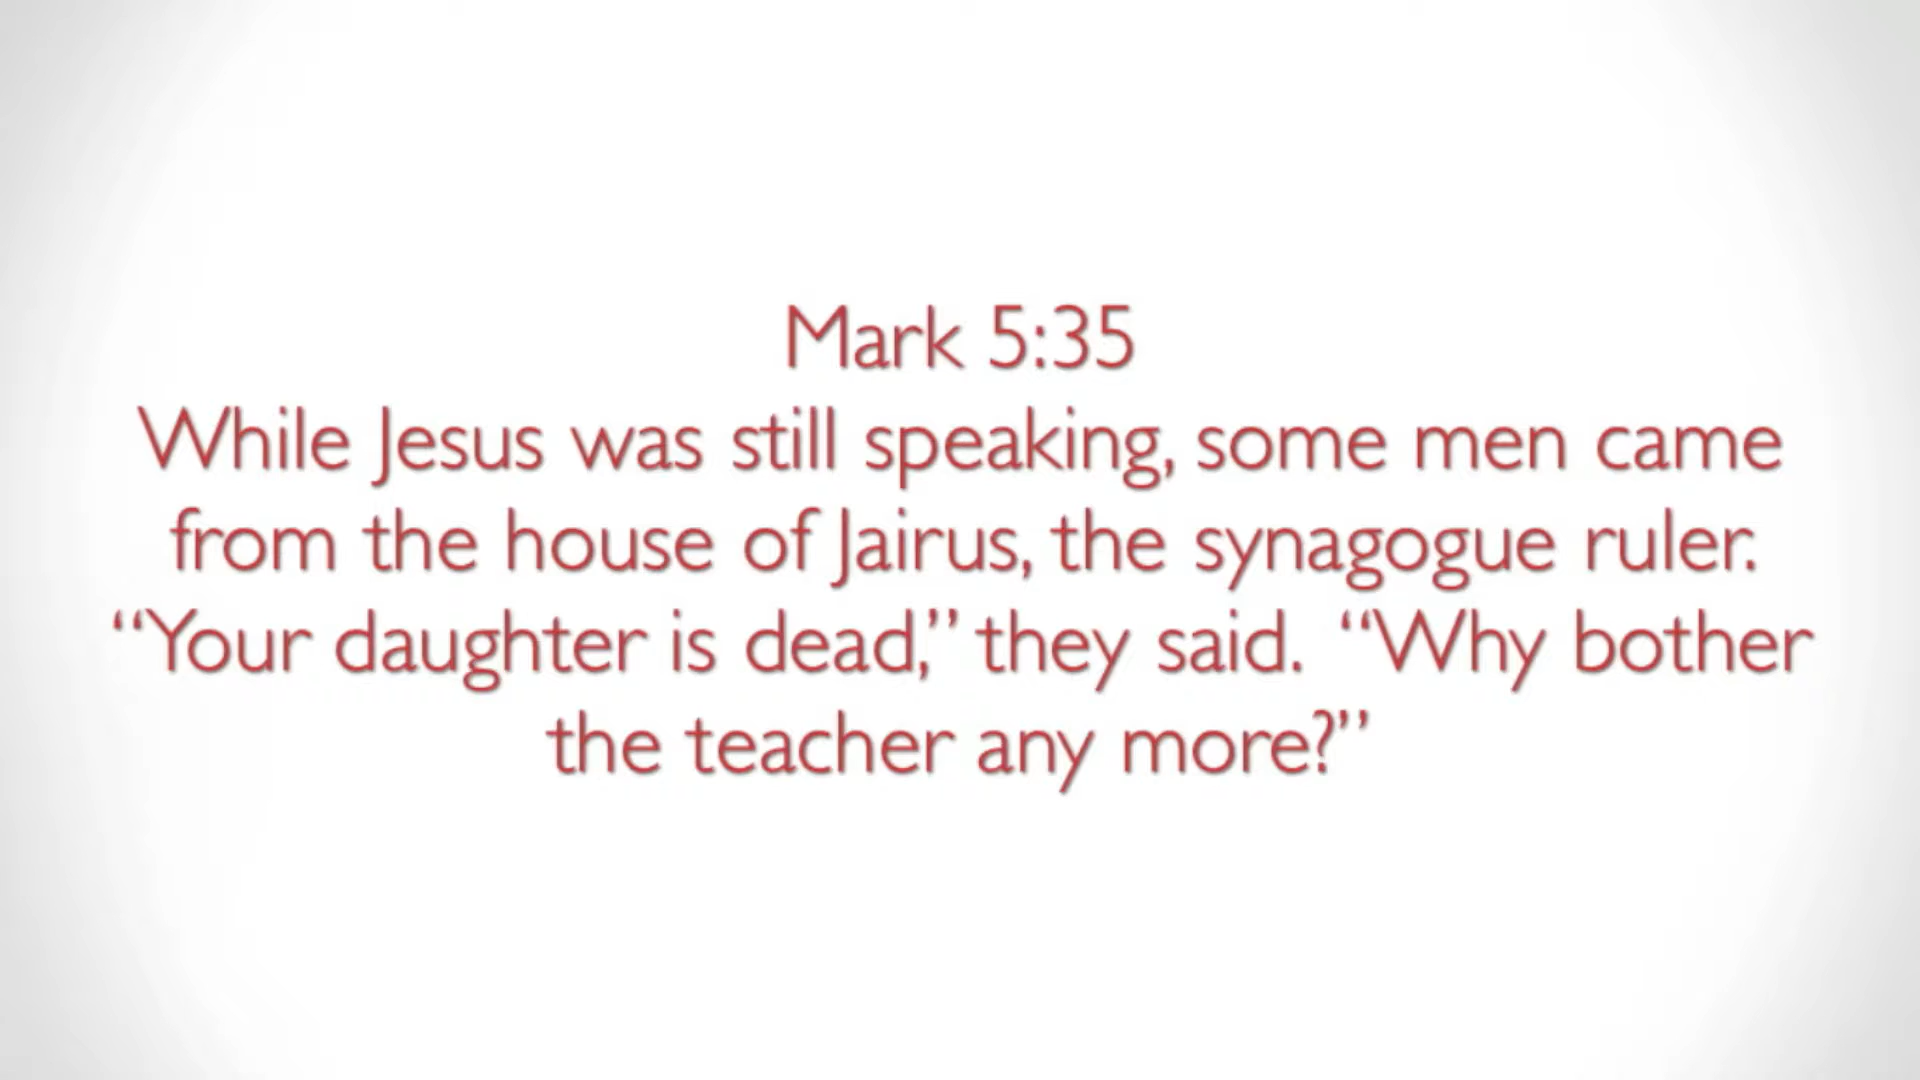 Mark 5:35
While Jesus was still speaking, some men came
from the house of Jairus, the synagogue ruler.
“Your daughter is dead,” they said.  “Why bother
the teacher any more?”